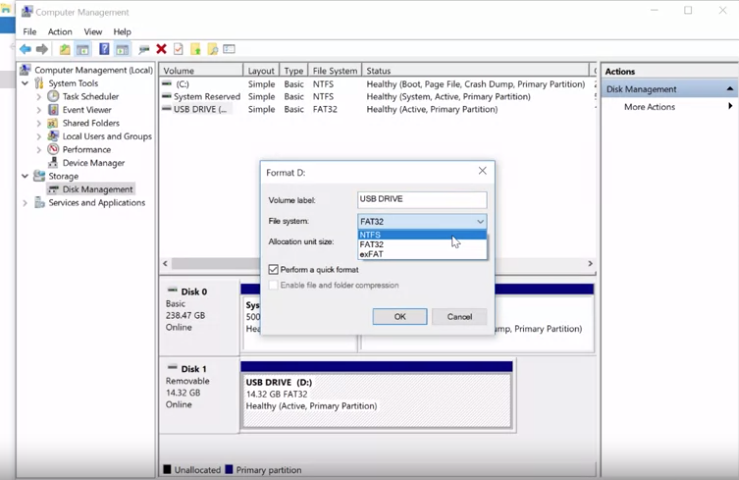 Computer Management
File Action View Help
Computer Management (Local)
System Tools
Task Scheduler
Event Viewer
Shared Folders
Local Users and Groups
Performance
Device Manager
Storage
Disk Management
Services and Applications
Volume Layout Type File System Status
(C:) Simple Basic NTFS Healthy (Boot, Page File, Crash Dump, Primary Partition)
System Reserved Simple Basic NTFS Healthy (System, Active, Primary Partition)
USB DRIVE (... Simple Basic FAT32 Healthy (Active, Primary Partition)
Format D:
Volume label: USB DRIVE
File system: FAT32
NTFS
FAT32
exFAT
Allocation unit size:
Perform a quick format
Enable file and folder compression
OK Cancel
Disk 0
Basic
238.47 GB
Online
Sys
500
Hea
mp, Primary Partition)
Disk 1
Removable
14.32 GB
Online
USB DRIVE (D:)
14.32 GB FAT32
Healthy (Active, Primary Partition)
Unallocated Primary partition
Actions
Disk Management
More Actions